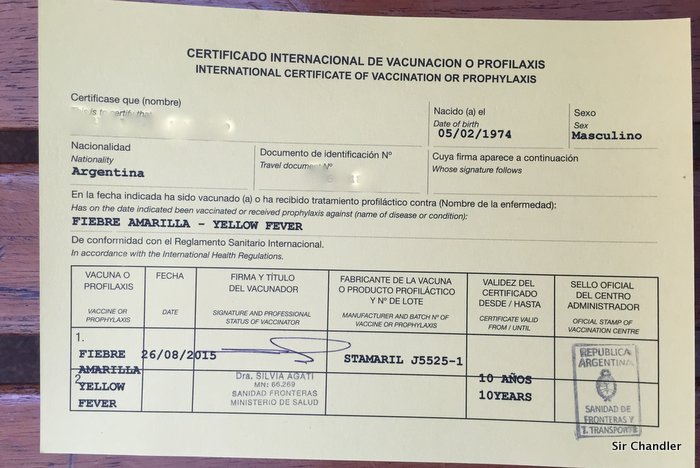 CERTIFICADO INTERNACIONAL DE VACUNACION O PROFILAXIS
INTERNATIONAL CERTIFICATE OF VACCINATION OR PROPHYLAXIS
Certifícase que (nombre)
This is to certify that
Nacido (a) el
Date of birth
05/02/1974
Sexo
Sex
Masculino
Nacionalidad
Nationality
Argentina
Documento de identificación Nº
Travel document Nº
Cuya firma aparece a continuación
Whose signature follows
En la fecha indicada ha sido vacunado (a) o ha recibido tratamiento profiláctico contra (Nombre de la enfermedad);
Has on the date indicated been vaccinated or received prophylaxis against (name of disease or condition):
FIEBRE AMARILLA - YELLOW FEVER
De conformidad con el Reglamento Sanitario Internacional.
In accordance with the International Health Regulations.
VACUNA O
PROFILAXIS
VACCINE OR
PROPHYLAXIS
FECHA
DATE
FIRMA Y TÍTULO
DEL VACUNADOR
SIGNATURE AND PROFESSIONAL
STATUS OF VACCINATOR
FABRICANTE DE LA VACUNA
O PRODUCTO PROFILÁCTICO
Y Nº DE LOTE
MANUFACTURER AND BATCH Nº OF
VACCINE OR PROPHYLAXIS
VALIDEZ DEL
CERTIFICADO
DESDE / HASTA
CERTIFICATE VALID
FROM / UNTIL
SELLO OFICIAL
DEL CENTRO
ADMINISTRADOR
OFICIAL STAMP OF
VACCINATION CENTRE
1.
FIEBRE
AMARILLA
2.
YELLOW
FEVER
26/08/2015
Dra. SILVIA AGATI
MN: 66.269
SANIDAD FRONTERAS
MINISTERIO DE SALUD
STAMARIL J5525-1
10 AÑOS
10YEARS
REPUBLICA
ARGENTINA
SANIDAD DE
FRONTERAS Y
T. TRANSPORTE
Sir Chandler